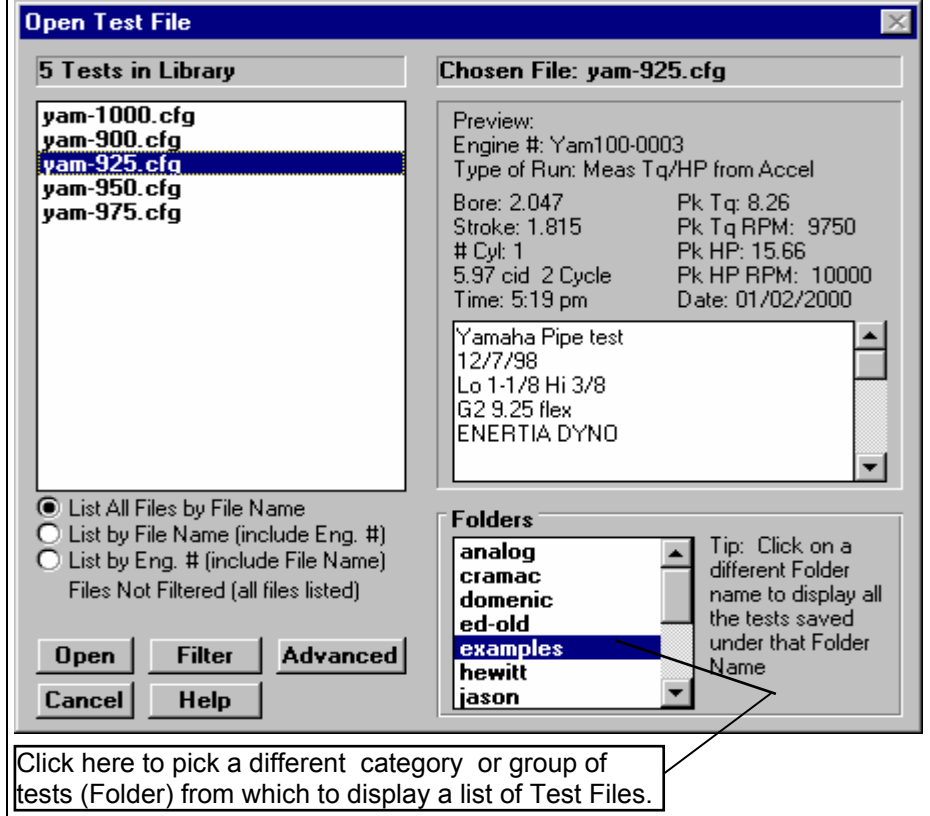 Open Test File
5 Tests in Library
yam-1000.cfg
yam-900.cfg
yam-925.cfg
yam-950.cfg
yam-975.cfg
List All Files by File Name
List by File Name (include Eng. #)
List by Eng. # (include File Name)
Files Not Filtered (all files listed)
Open
Filter
Advanced
Cancel
Help
Chosen File: yam-925.cfg
Preview:
Engine #: Yam100-0003
Type of Run: Meas Tq/HP from Accel
Bore: 2.047
Stroke: 1.815
# Cyl: 1
5.97 cid 2 Cycle
Time: 5:19 pm
Pk Tq: 8.26
Pk Tq RPM: 9750
Pk HP: 15.66
Pk HP RPM: 10000
Date: 01/02/2000
Yamaha Pipe test
12/7/98
Lo 1-1/8 Hi 3/8
G2 9.25 flex
ENERTIA DYNO
Folders
analog
cramac
domenic
ed-old
examples
hewitt
jason
Tip: Click on a
different Folder
name to display all
the tests saved
under that Folder
Name
Click here to pick a different category or group of
tests (Folder) from which to display a list of Test Files.